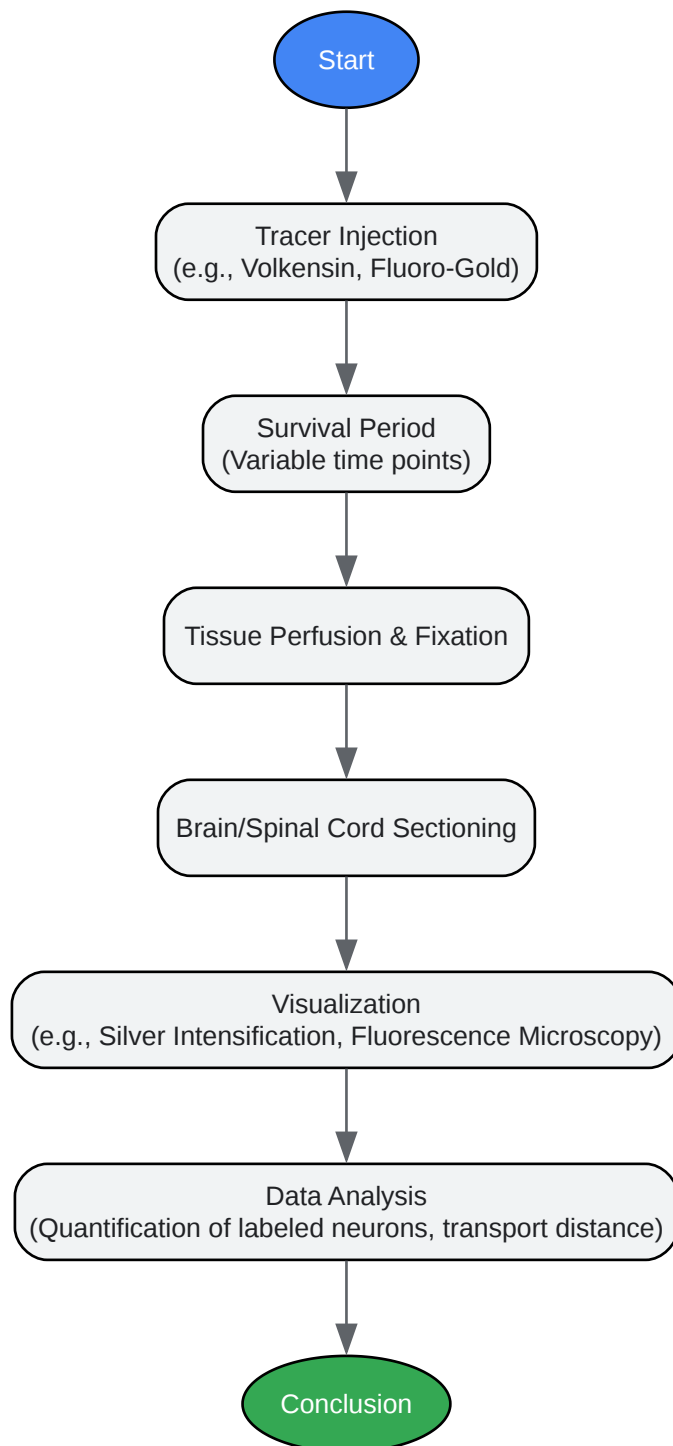 Start
Tracer Injection
(e.g., Volkensin, Fluoro-Gold)
Survival Period
(Variable time points)
Tissue Perfusion & Fixation
Brain/Spinal Cord Sectioning
Visualization
(e.g., Silver Intensification, Fluorescence Microscopy)
Data Analysis
(Quantification of labeled neurons, transport distance)
Conclusion